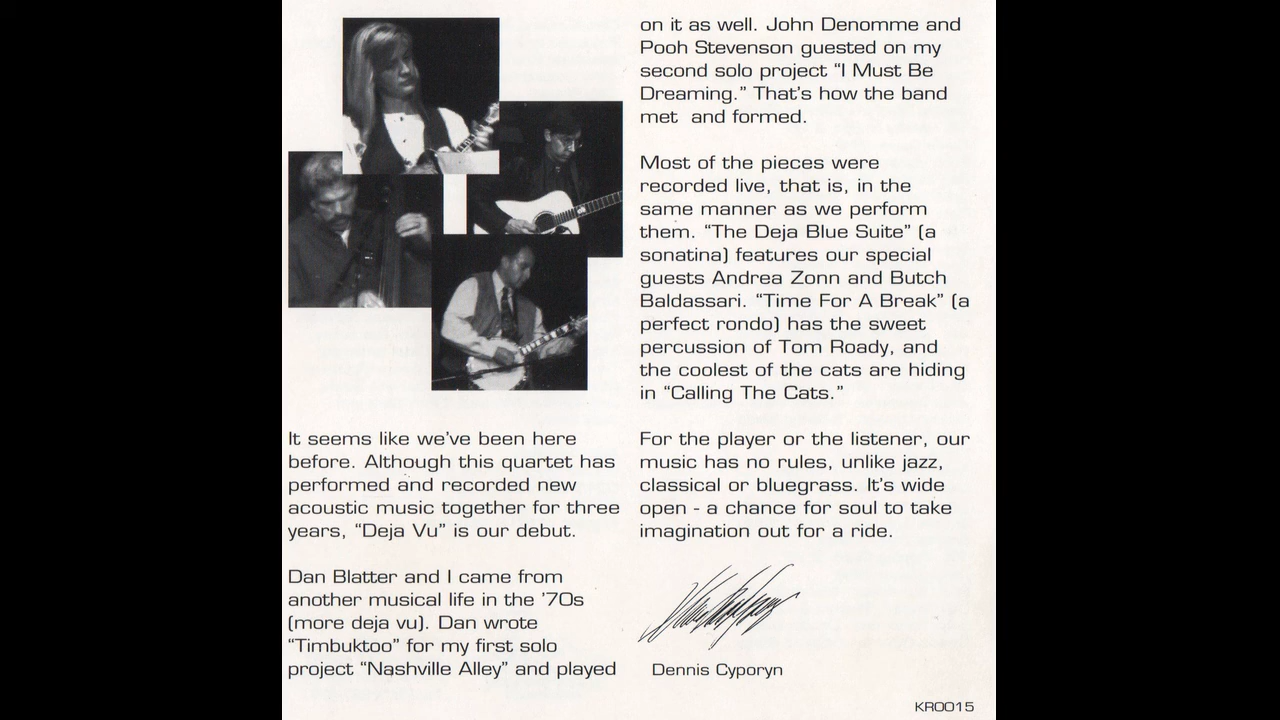 It seems like we've been here
before. Although this quartet has
performed and recorded new
acoustic music together for three
years, “Deja Vu” is our debut.
Dan Blatter and I came from
another musical life in the '70s
(more deja vu). Dan wrote
“Timbuktoo” for my first solo
project “Nashville Alley” and played
on it as well. John Denomme and
Pooh Stevenson guested on my
second solo project “I Must Be
Dreaming.” That's how the band
met and formed.
Most of the pieces were
recorded live, that is, in the
same manner as we perform
them. “The Deja Blue Suite” (a
sonatina) features our special
guests Andrea Zonn and Butch
Baldassari. “Time For A Break” (a
perfect rondo) has the sweet
percussion of Tom Roady, and
the coolest of the cats are hiding
in “Calling The Cats.”
For the player or the listener, our
music has no rules, unlike jazz,
classical or bluegrass. It's wide
open - a chance for soul to take
imagination out for a ride.
Dennis Cyporyn
KR0015